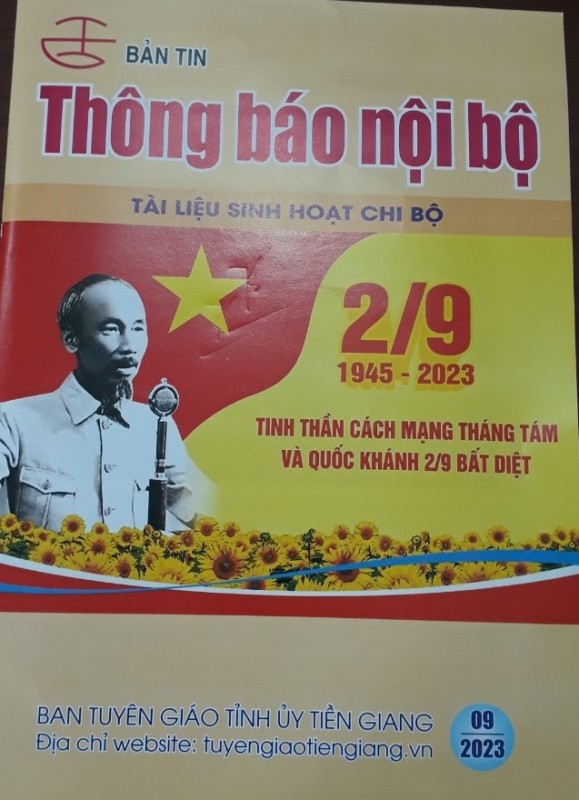 BẢN TIN
Thông báo nội bộ
TÀI LIỆU SINH HOẠT CHI BỘ
2/9
1945 - 2023
TINH THẦN CÁCH MẠNG THÁNG TÁM
VÀ QUỐC KHÁNH 2/9 BẤT DIỆT
BAN TUYÊN GIÁO TỈNH ỦY TIỀN GIANG
Địa chỉ website: tuyengiaotiengiang.vn
09
2023